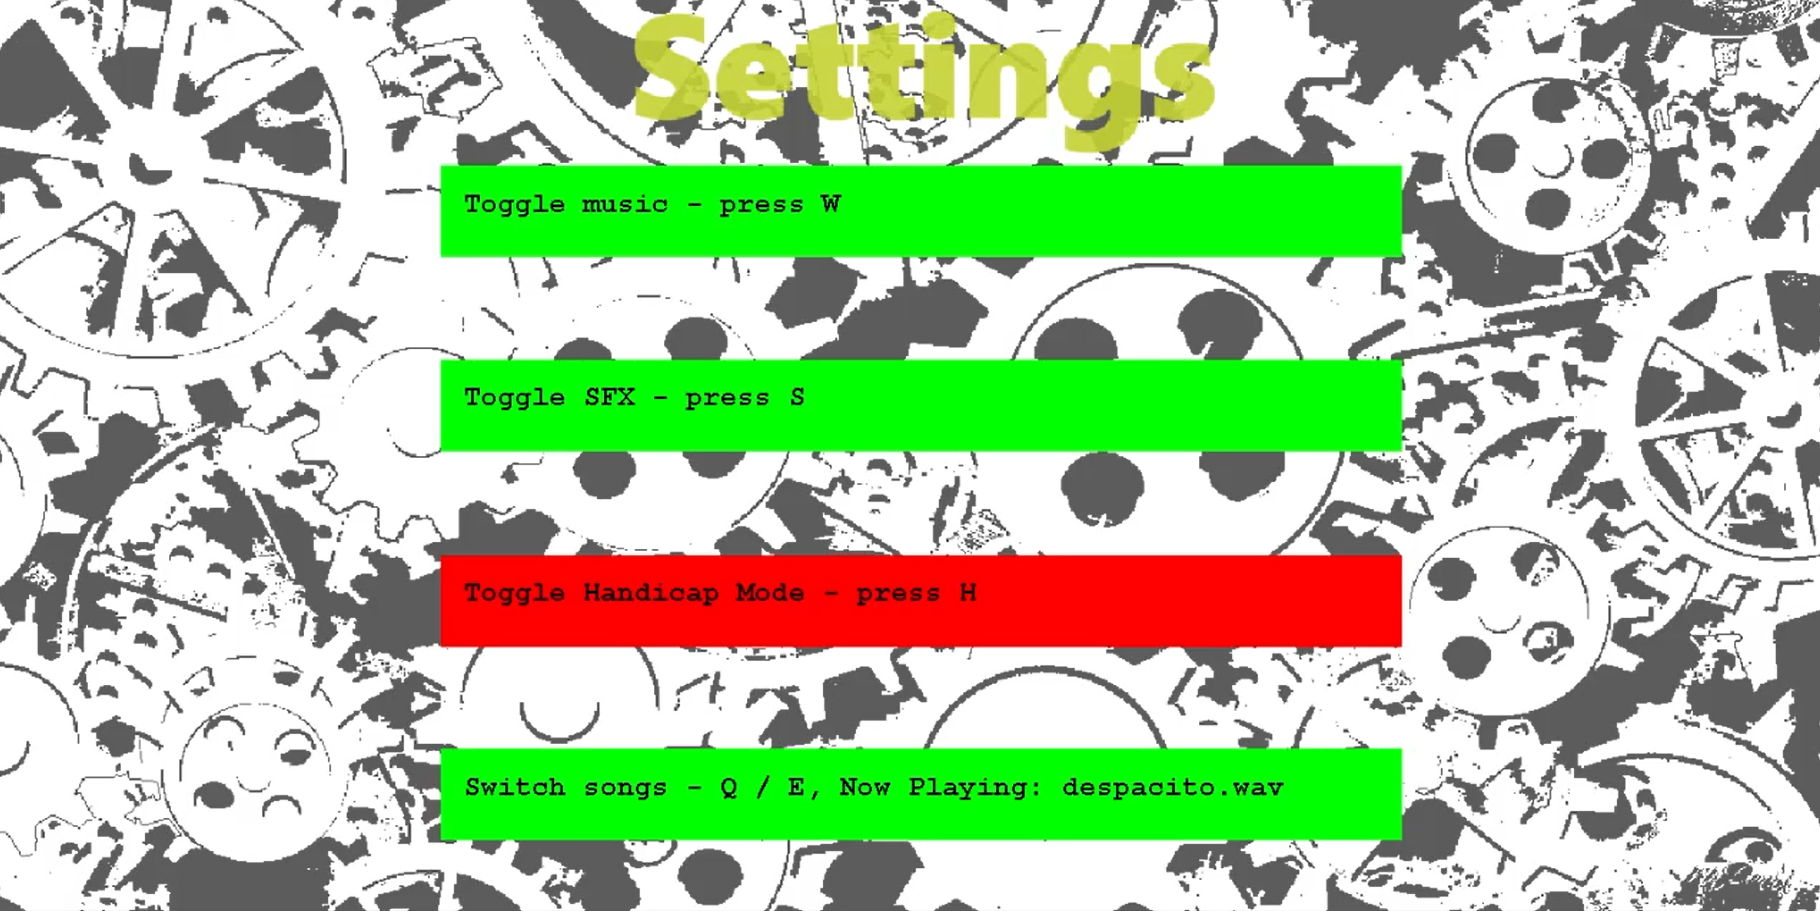 Settings
Toggle music - press W
Toggle SFX - press S
Toggle Handicap Mode - press H
Switch songs - Q / E, Now Playing: despacito.wav